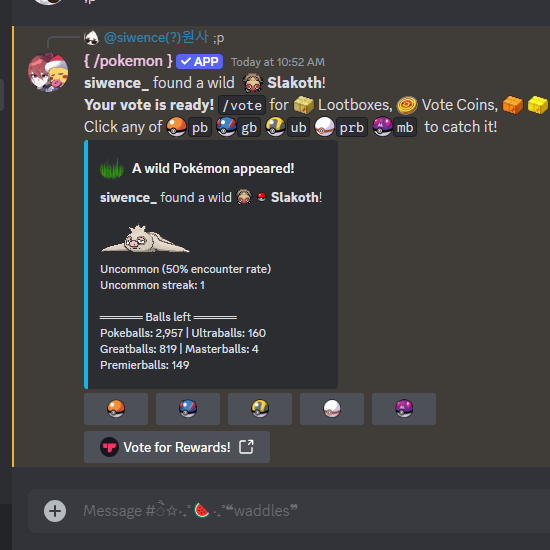 @siwence(?)원사 ;p
{ /pokemon } ✓ APP Today at 10:52 AM
siwence_ found a wild Slakoth!
Your vote is ready! /vote for Lootboxes, Vote Coins,
Click any of pb gb ub prb mb to catch it!
A wild Pokémon appeared!
siwence_ found a wild Slakoth!
Uncommon (50% encounter rate)
Uncommon streak: 1
══════ Balls left ══════
Pokeballs: 2,957 | Ultraballs: 160
Greatballs: 819 | Masterballs: 4
Premierballs: 149
Vote for Rewards!
Message #ੈ☆‧₊˚🍉‧₊˚❝waddles❞